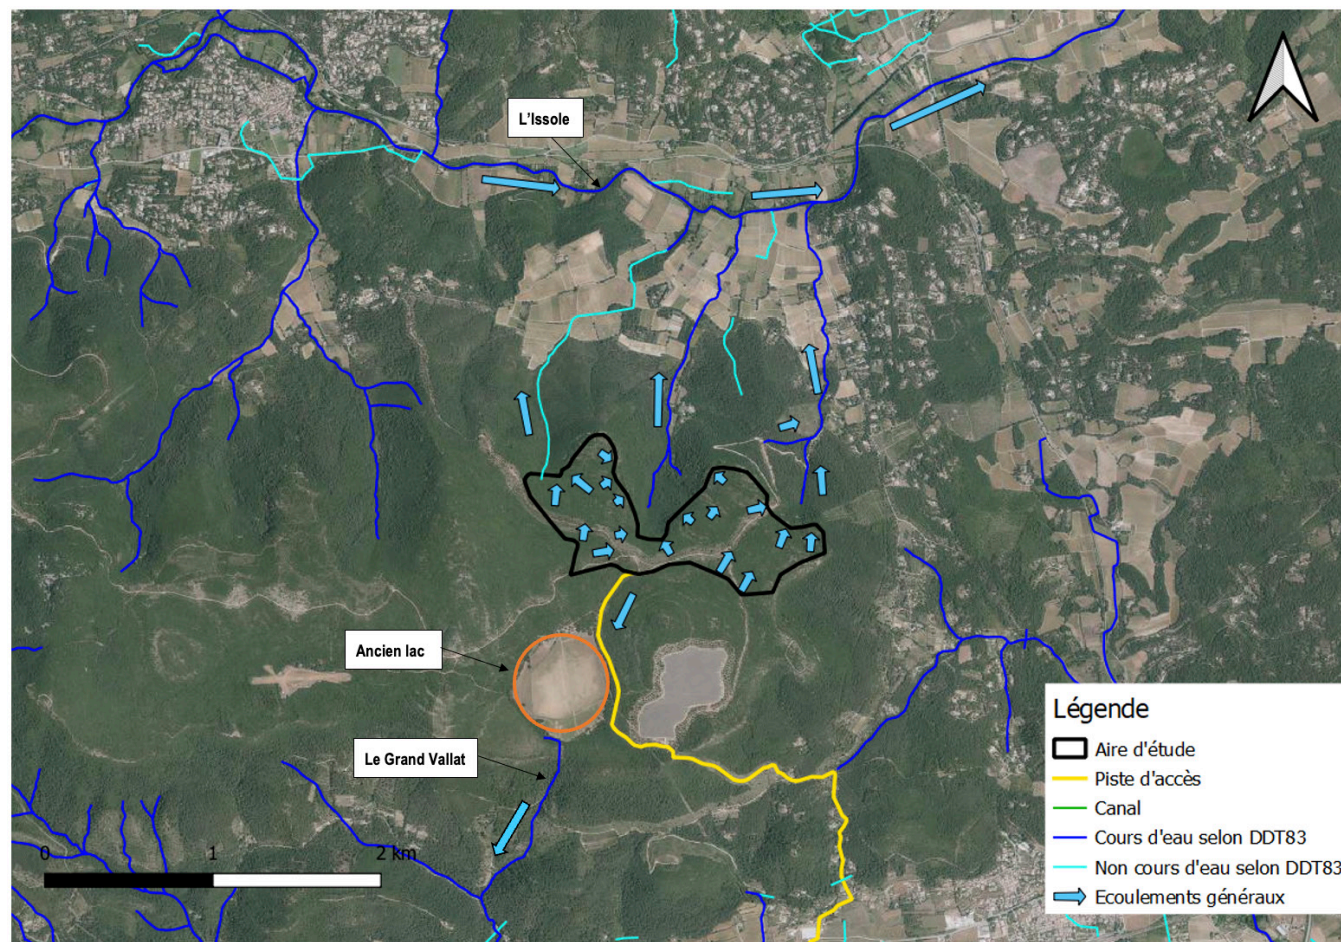 L'Issole
Ancien lac
Le Grand Vallat
0 1 2 km
Légende
Aire d'étude
Piste d'accès
Canal
Cours d'eau selon DDT83
Non cours d'eau selon DDT83
Ecoulements généraux